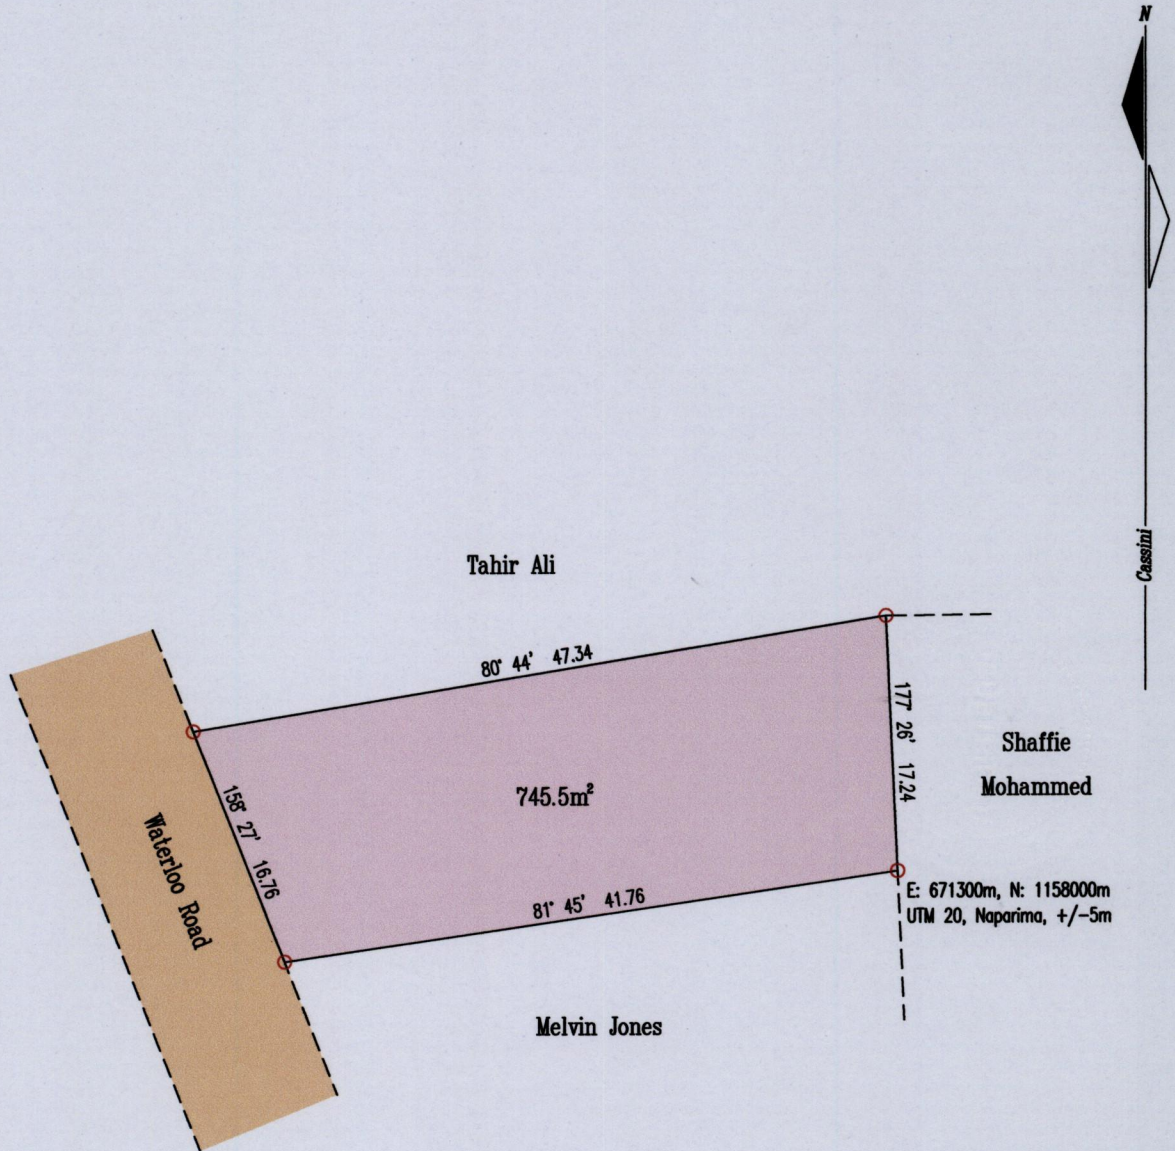 N
Cassini
Tahir Ali
80° 44' 47.34
177° 26' 17.24
Shaffie
Mohammed
745.5m²
158° 27' 16.76
Waterloo Road
81° 45' 41.76
E: 671300m, N: 1158000m
UTM 20, Naparima, +/-5m
Melvin Jones